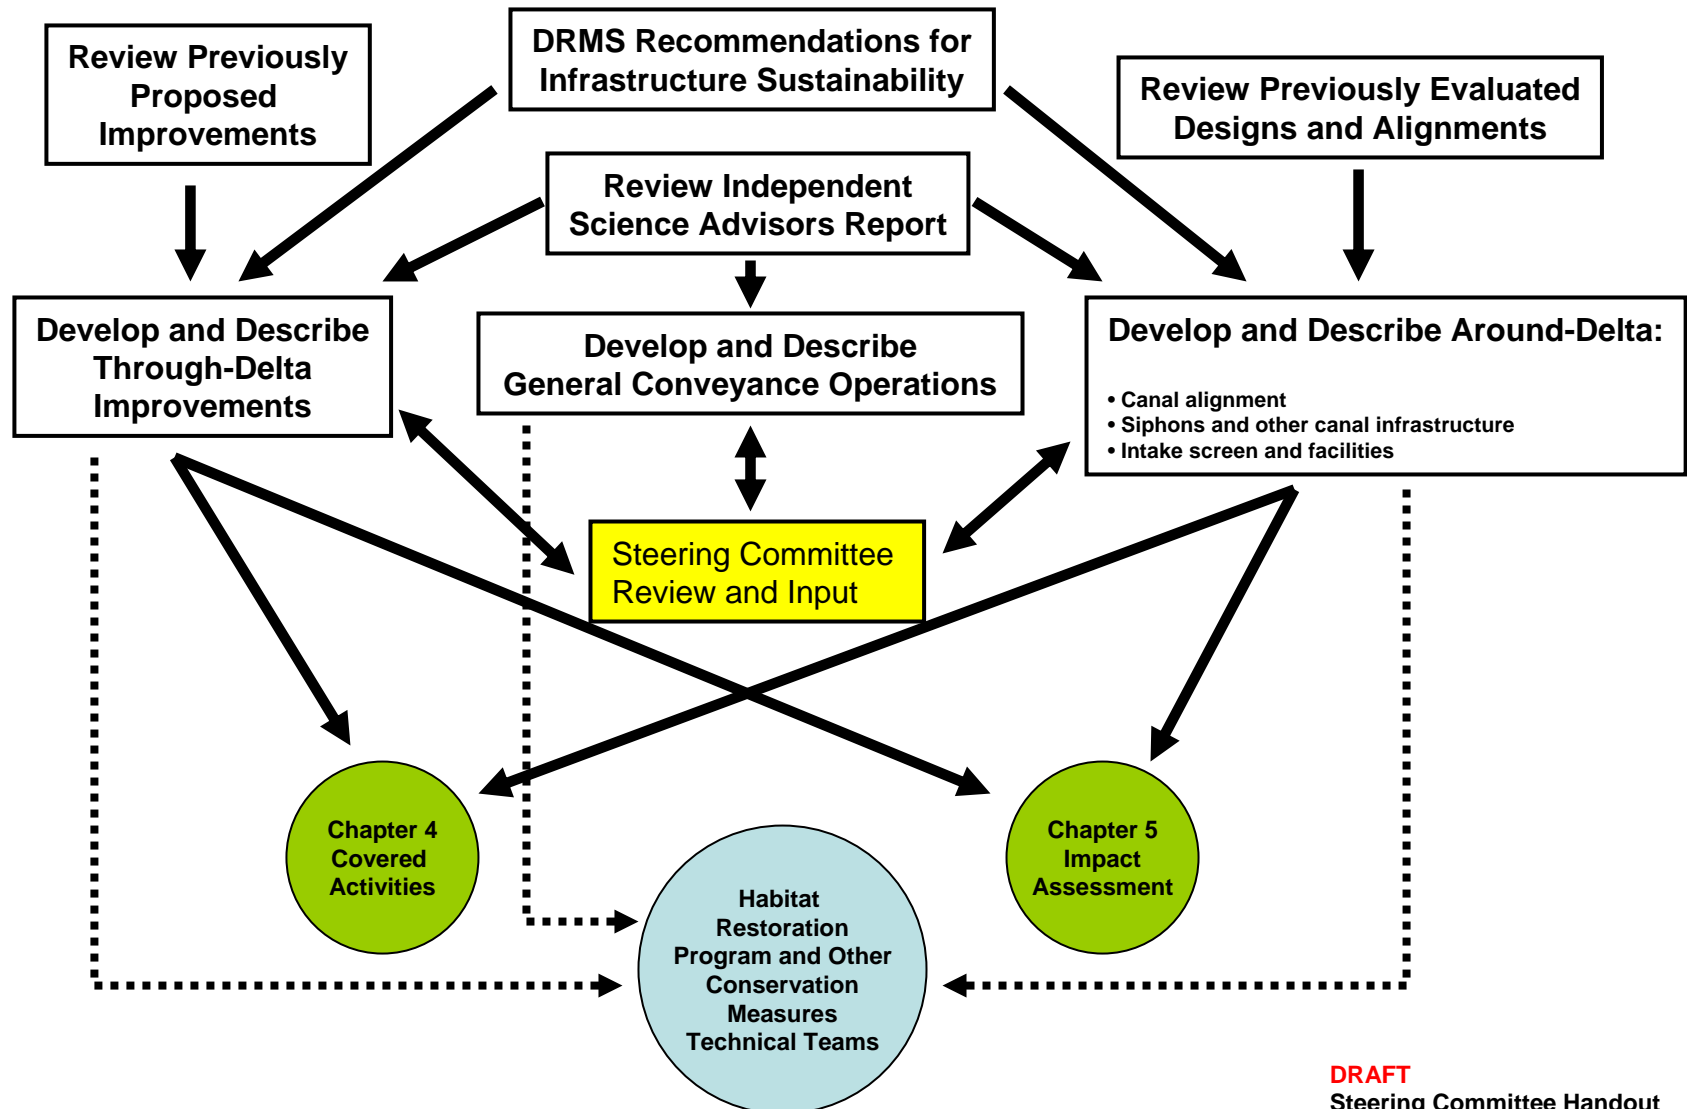 Review Previously
Proposed
Improvements
DRMS Recommendations for
Infrastructure Sustainability
Review Previously Evaluated
Designs and Alignments
Review Independent
Science Advisors Report
Develop and Describe
Through-Delta
Improvements
Develop and Describe
General Conveyance Operations
Develop and Describe Around-Delta:
• Canal alignment
• Siphons and other canal infrastructure
• Intake screen and facilities
Steering Committee
Review and Input
Chapter 4
Covered
Activities
Chapter 5
Impact
Assessment
Habitat
Restoration
Program and Other
Conservation
Measures
Technical Teams
DRAFT
Steering Committee Handout